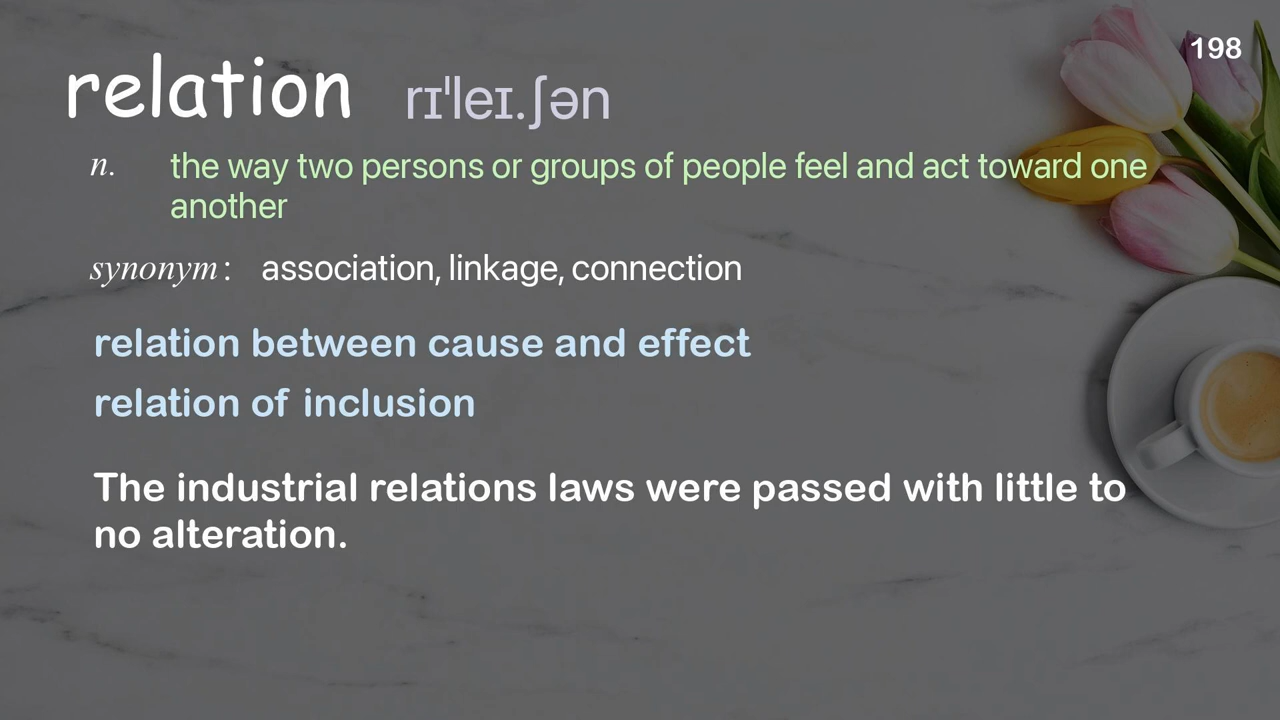 198
relation rɪˈleɪ.ʃən
n. the way two persons or groups of people feel and act toward one
another
synonym: association, linkage, connection
relation between cause and effect
relation of inclusion
The industrial relations laws were passed with little to
no alteration.